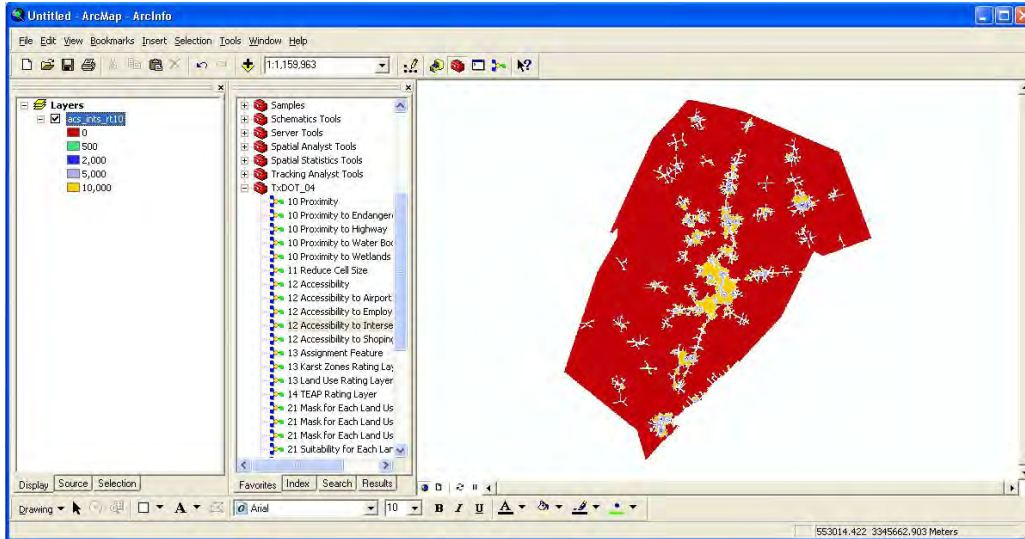 Untitled - ArcMap - ArcInfo
File Edit View Bookmarks Insert Selection Tools Window Help
1:1,159,963
Layers
acs_ints_rt10
0
500
2,000
5,000
10,000
Samples
Schematics Tools
Server Tools
Spatial Analyst Tools
Spatial Statistics Tools
Tracking Analyst Tools
TxDOT_04
10 Proximity
10 Proximity to Endanger
10 Proximity to Highway
10 Proximity to Water Bod
10 Proximity to Wetlands
11 Reduce Cell Size
12 Accessibility
12 Accessibility to Airport
12 Accessibility to Employ
12 Accessibility to Interse
12 Accessibility to Shoping
13 Assignment Feature
13 Karst Zones Rating Lay
13 Land Use Rating Layer
14 TEAP Rating Layer
21 Mask for Each Land Us
21 Mask for Each Land Us
21 Mask for Each Land Us
21 Suitability for Each Lan
Display Source Selection
Favorites Index Search Results
Drawing A Arial 10 B I U A
553014.422 3345662.903 Meters